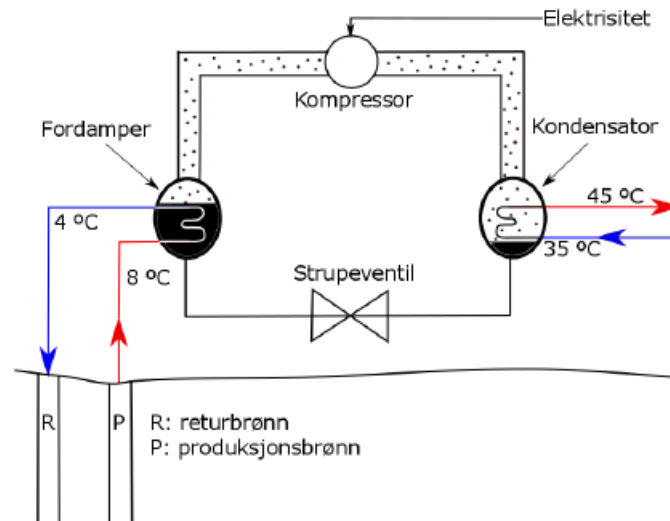 Elektrisitet
Kompressor
Fordamper
Kondensator
45 ºC
4 ºC
35 ºC
8 ºC
Strupeventil
R
P
R: returbrønn
P: produksjonsbrønn